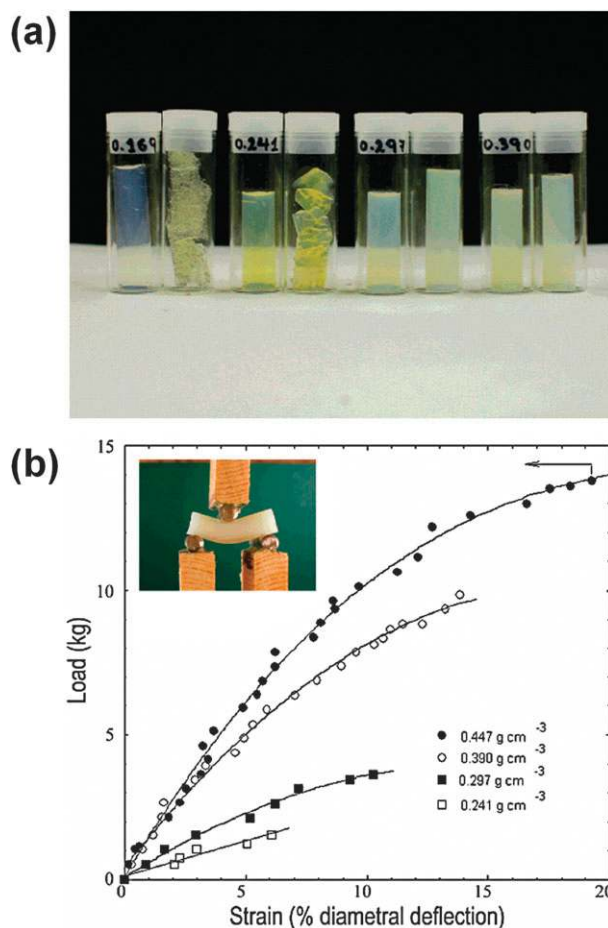 (a)
0.169 0.241 0.297 0.390
(b)
15
10
5
0
0 5 10 15 20
Load (kg)
0.447 g cm -3
0.390 g cm -3
0.297 g cm -3
0.241 g cm -3
Strain (% diametral deflection)